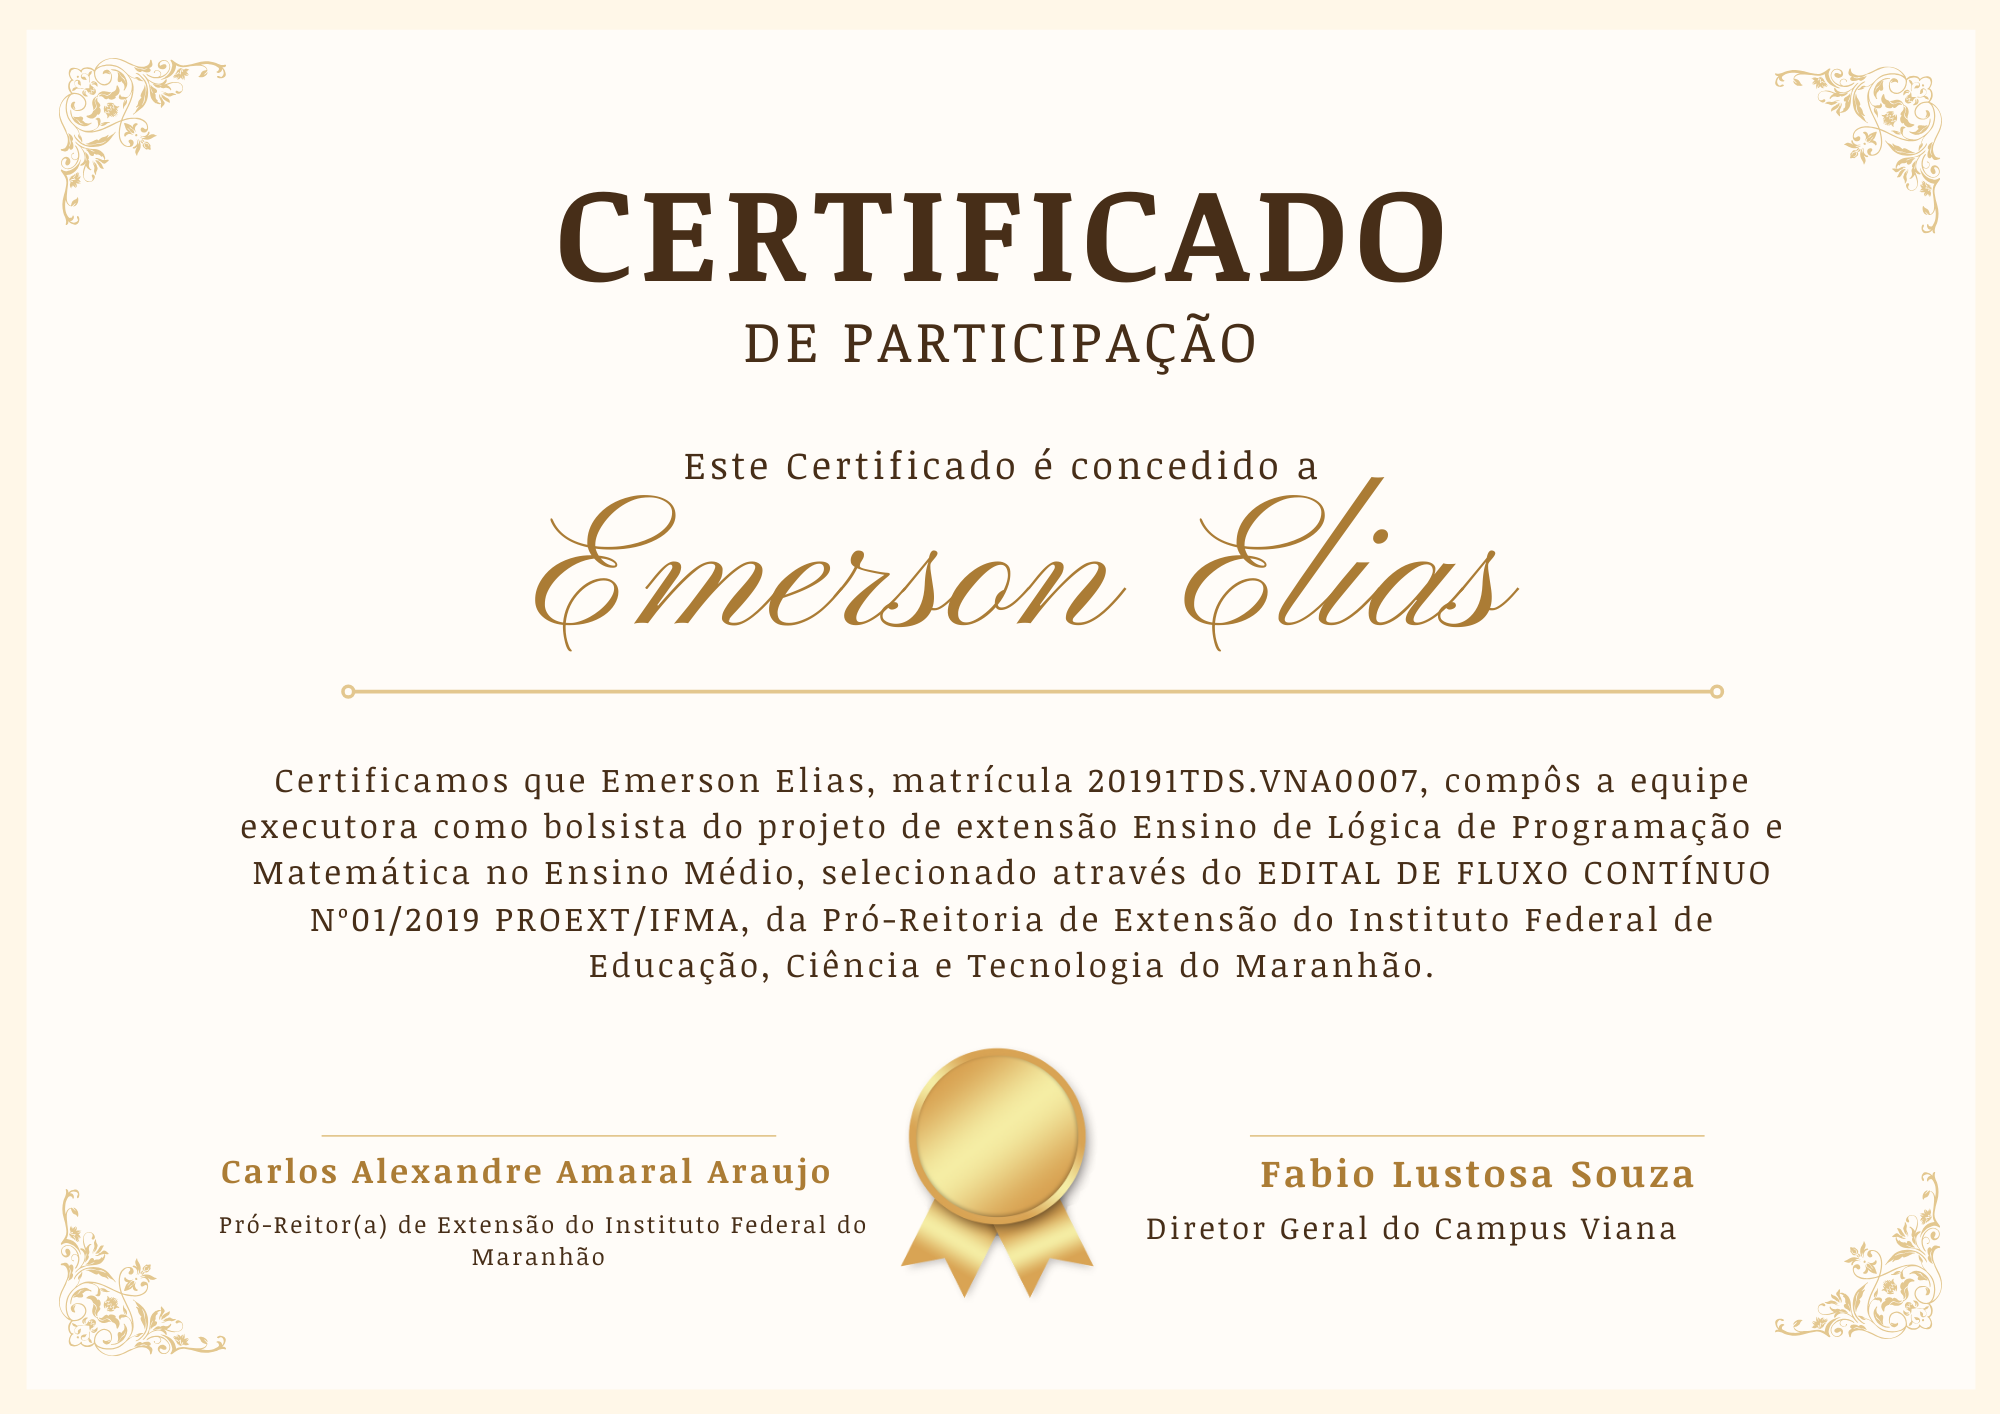 CERTIFICADO
DE PARTICIPAÇÃO
Este Certificado é concedido a
Emerson Elias
Certificamos que Emerson Elias, matrícula 20191TDS.VNA0007, compôs a equipe
executora como bolsista do projeto de extensão Ensino de Lógica de Programação e
Matemática no Ensino Médio, selecionado através do EDITAL DE FLUXO CONTÍNUO
Nº01/2019 PROEXT/IFMA, da Pró-Reitoria de Extensão do Instituto Federal de
Educação, Ciência e Tecnologia do Maranhão.
Carlos Alexandre Amaral Araujo
Pró-Reitor(a) de Extensão do Instituto Federal do
Maranhão
Fabio Lustosa Souza
Diretor Geral do Campus Viana